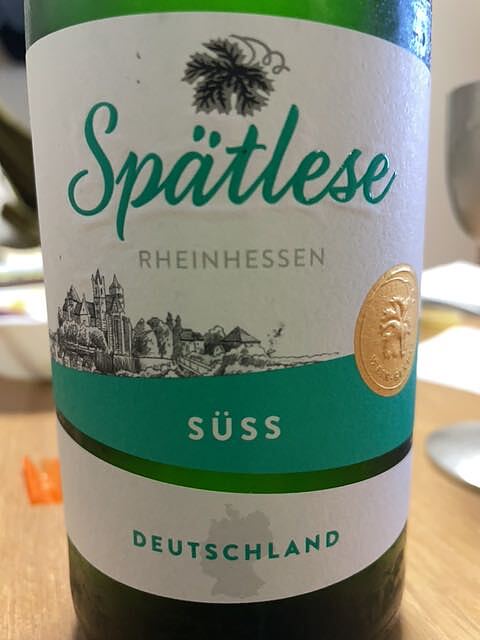 Spätlese
RHEINHESSEN
SÜSS
DEUTSCHLAND